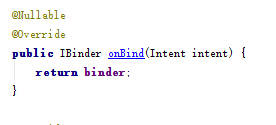 @Nullable
@Override
public IBinder onBind(Intent intent) {
    return binder;
}